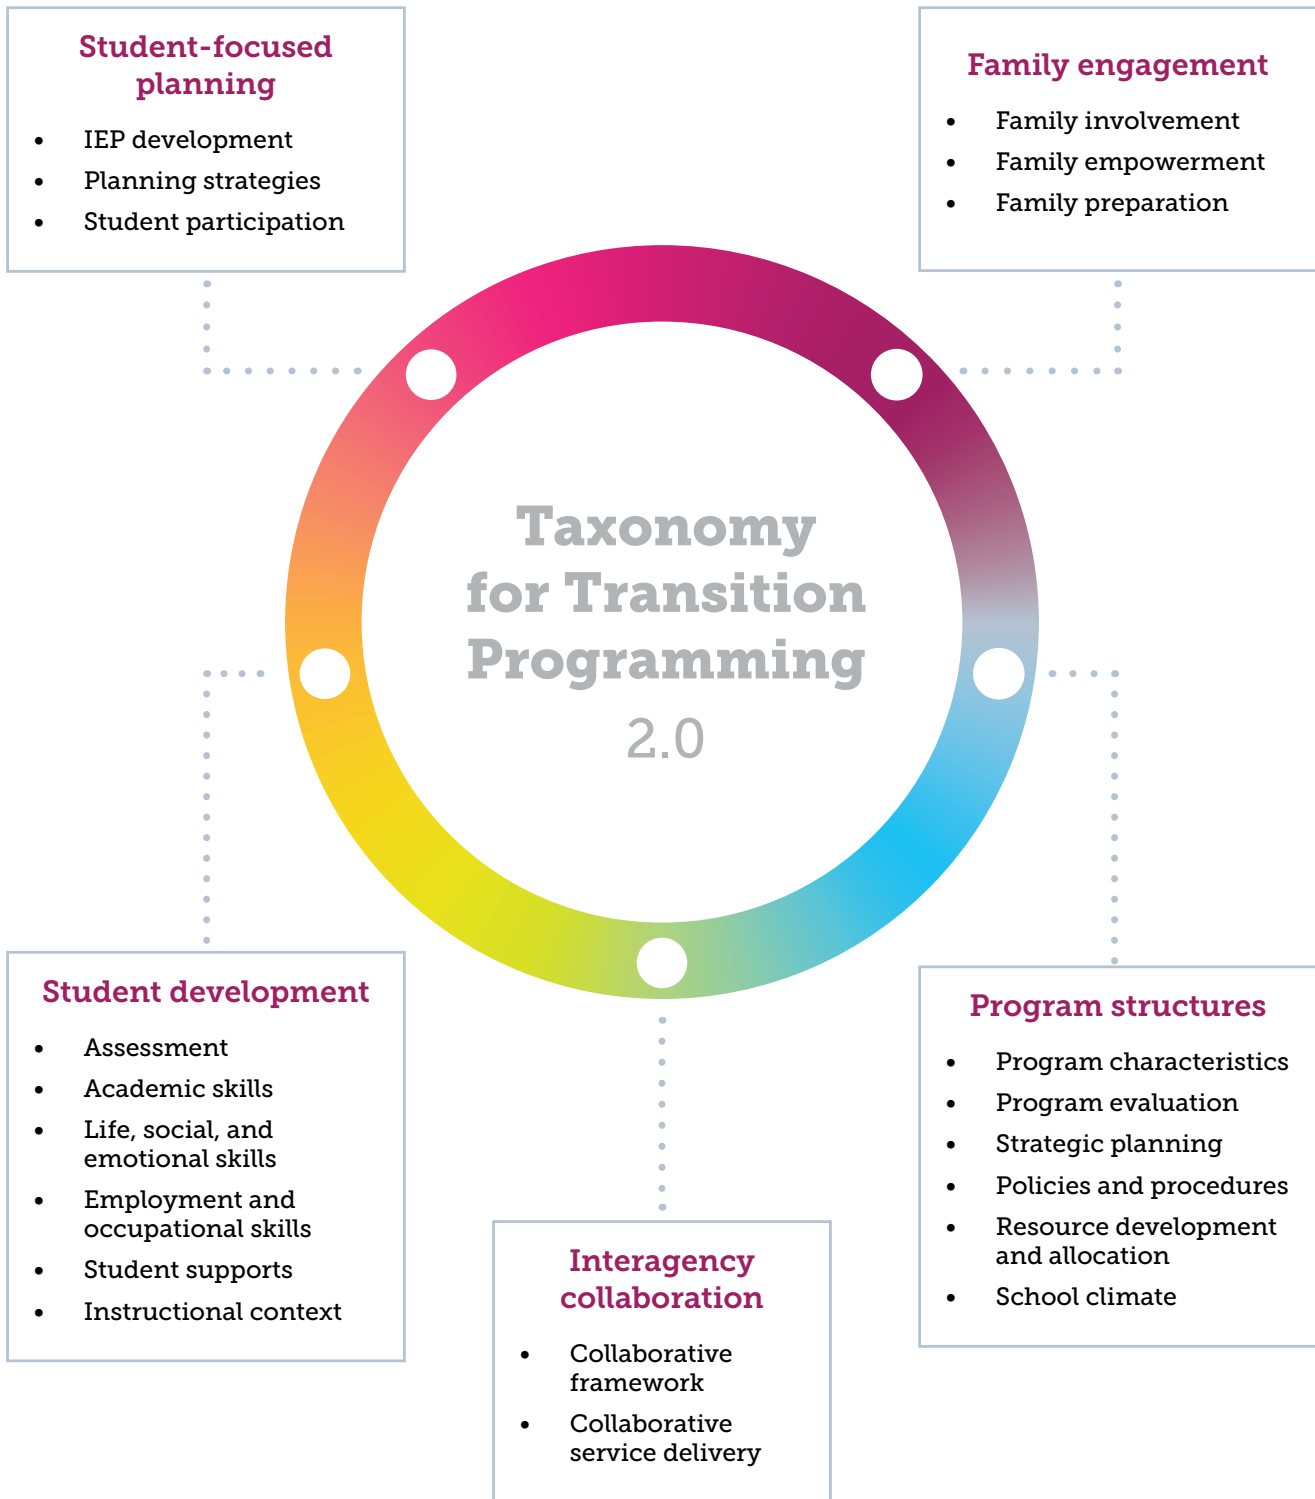 Student-focused
planning
• IEP development
• Planning strategies
• Student participation
Family engagement
• Family involvement
• Family empowerment
• Family preparation
Taxonomy
for Transition
Programming
2.0
Student development
• Assessment
• Academic skills
• Life, social, and
emotional skills
• Employment and
occupational skills
• Student supports
• Instructional context
Interagency
collaboration
• Collaborative
framework
• Collaborative
service delivery
Program structures
• Program characteristics
• Program evaluation
• Strategic planning
• Policies and procedures
• Resource development
and allocation
• School climate